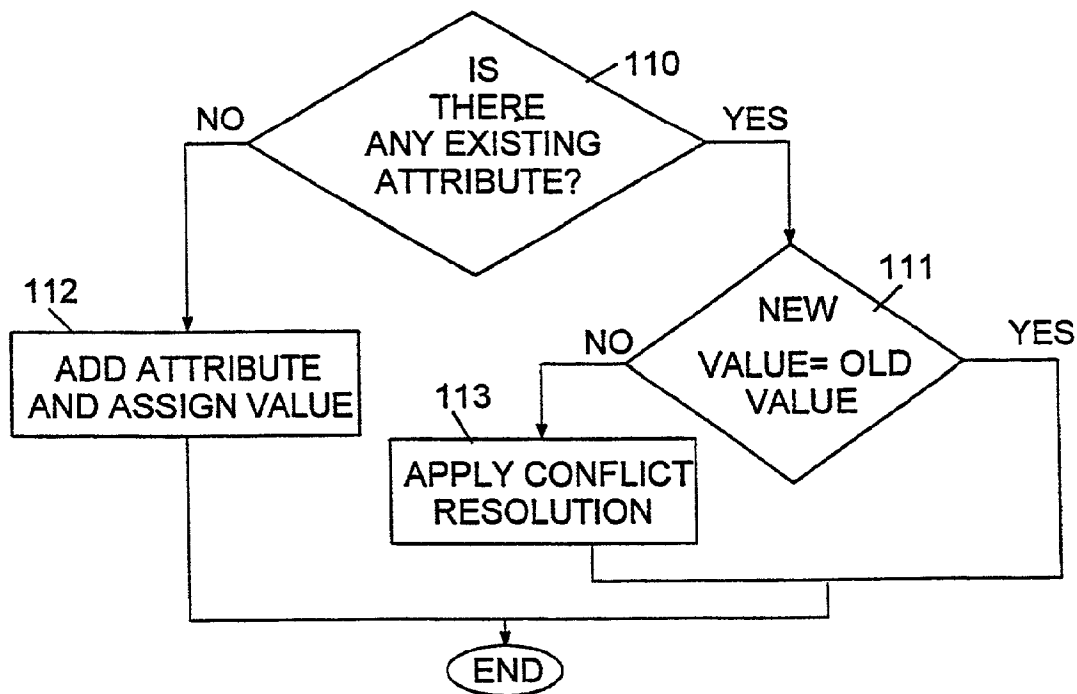 IS
THERE
ANY EXISTING
ATTRIBUTE?
110
NO
YES
112
ADD ATTRIBUTE
AND ASSIGN VALUE
111
NEW
VALUE= OLD
VALUE
NO
YES
113
APPLY CONFLICT
RESOLUTION
END